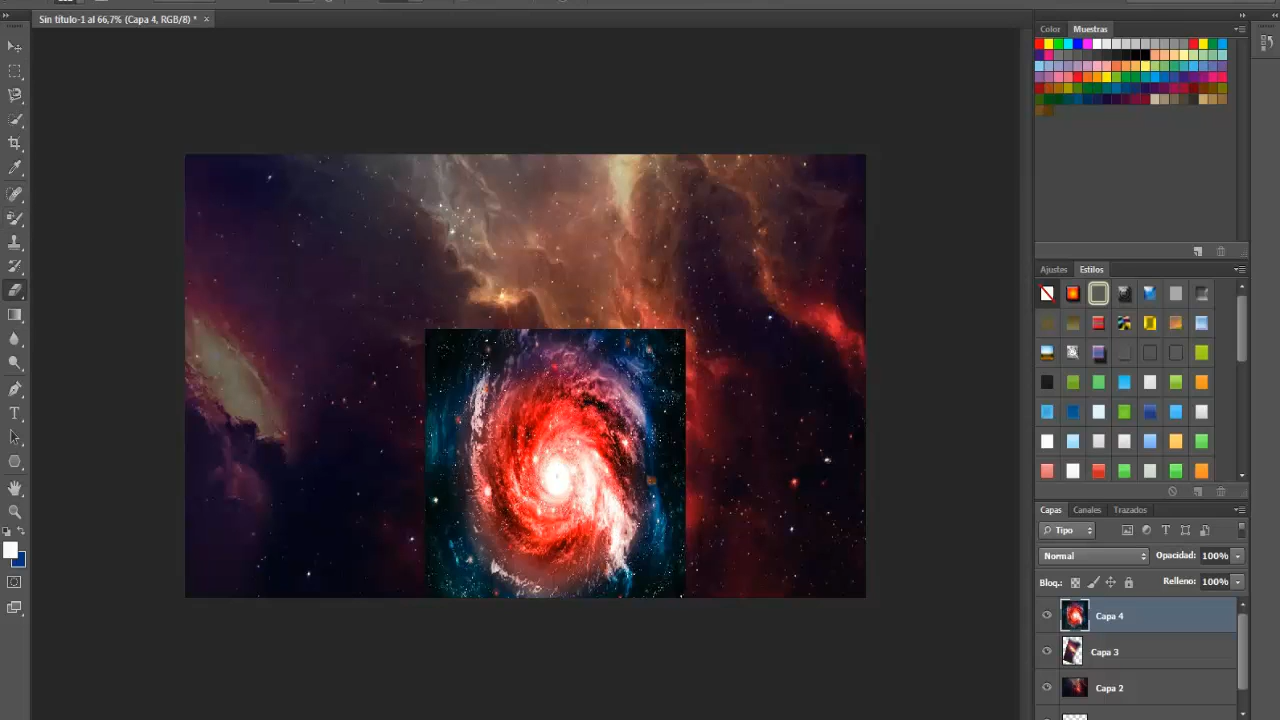 Sin título-1 al 66,7% (Capa 4, RGB/8) * ×
Color Muestras
Ajustes Estilos
Capas Canales Trazados
Tipo
Normal Opacidad: 100%
Bloq.: Relleno: 100%
Capa 4
Capa 3
Capa 2